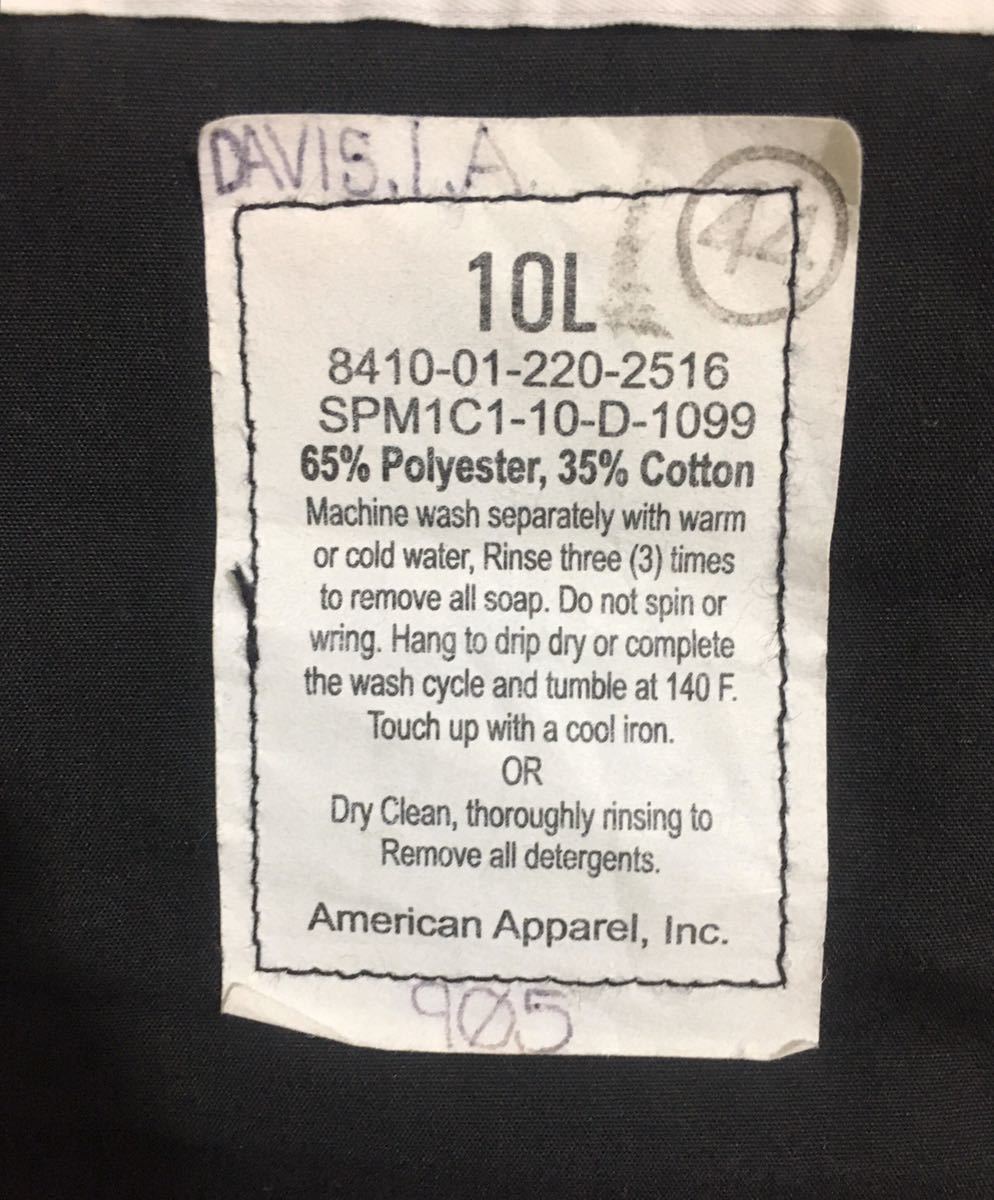 DAVIS.I.A.
44
10L
8410-01-220-2516
SPM1C1-10-D-1099
65% Polyester, 35% Cotton
Machine wash separately with warm
or cold water, Rinse three (3) times
to remove all soap. Do not spin or
wring. Hang to drip dry or complete
the wash cycle and tumble at 140 F.
Touch up with a cool iron.
OR
Dry Clean, thoroughly rinsing to
Remove all detergents.
American Apparel, Inc.
9Ø5